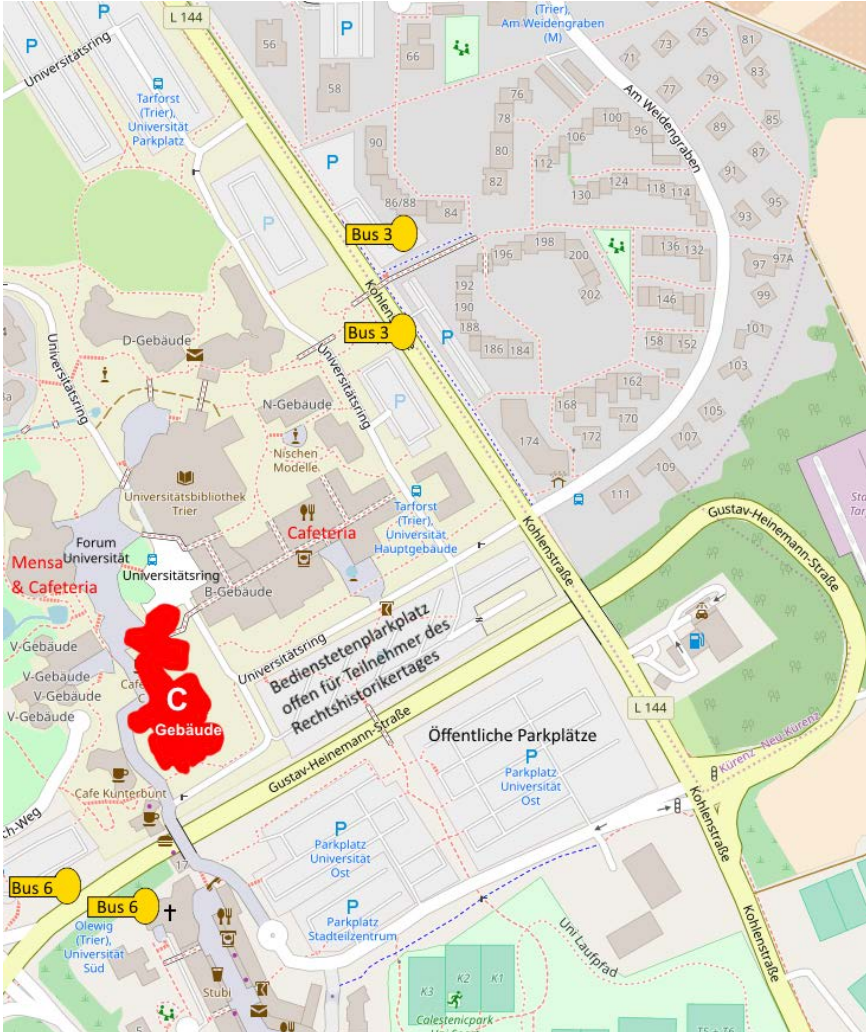 L 144
(Trier),
Am Weidengraben
(M)
P
P
P
56
66
58
71
73
75
81
77
79
83
Universitätsring
Tarforst
(Trier),
Universität
Parkplatz
P
76
78
80
82
90
86/88
84
112
106
100
96
130
124
118
114
Am Weidengraben
89
85
87
91
93
95
P
Bus 3
196
198
200
202
192
190
188
186
184
136
132
146
158
152
97
97A
99
101
103
Kohlenstraße
Bus 3
P
D-Gebäude
Universitätsring
Universitätsring
P
N-Gebäude
Nischen
Modelle
162
168
170
172
174
105
107
109
111
Universitätsbibliothek
Trier
Tarforst
(Trier),
Universität
Hauptgebäude
Cafeteria
Forum
Universität
Universitätsring
Mensa
& Cafeteria
B-Gebäude
Kohlenstraße
Gustav-Heinemann-Straße
V-Gebäude
V-Gebäude
V-Gebäude
V-Gebäude
C
Gebäude
Universitätsring
Bedienstetenplarkplatz
offen für Teilnehmer des
Rechtshistorikertages
L 144
Öffentliche Parkplätze
P
Parkplatz
Universität
Ost
Gustav-Heinemann-Straße
Kürenz
Neu Kürenz
Cafe Kunterbunt
Kohlenstraße
P
Parkplatz
Universität
Ost
17
Bus 6
Bus 6
Olewig
(Trier),
Universität
Süd
P
Parkplatz
Stadteilzentrum
Uni Laufpfad
Kohlenstraße
Stubi
K3
K2
K1
Calestenicpark
5